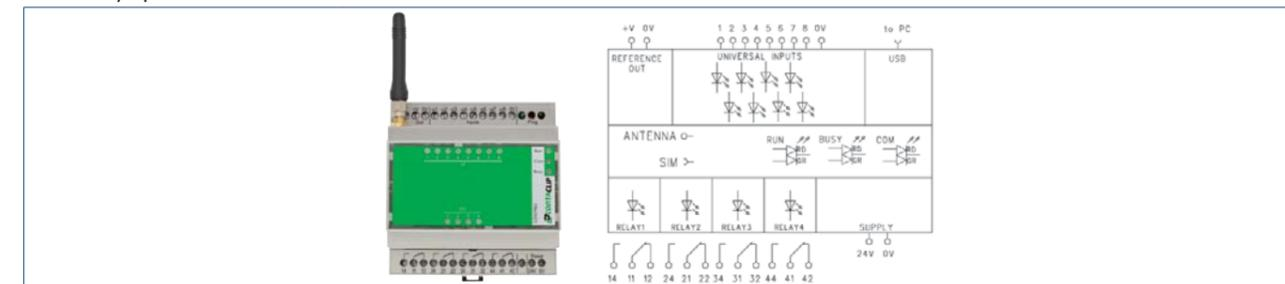 +V 0V
1 2 3 4 5 6 7 8 0V
to PC
REFERENCE
OUT
UNIVERSAL INPUTS
USB
ANTENNA
SIM
RUN
BUSY
COM
RD
GR
RD
GR
RD
GR
RELAY1
RELAY2
RELAY3
RELAY4
SUPPLY
24V 0V
14 11 12 24 21 22 34 31 32 44 41 42
CONTACLIP